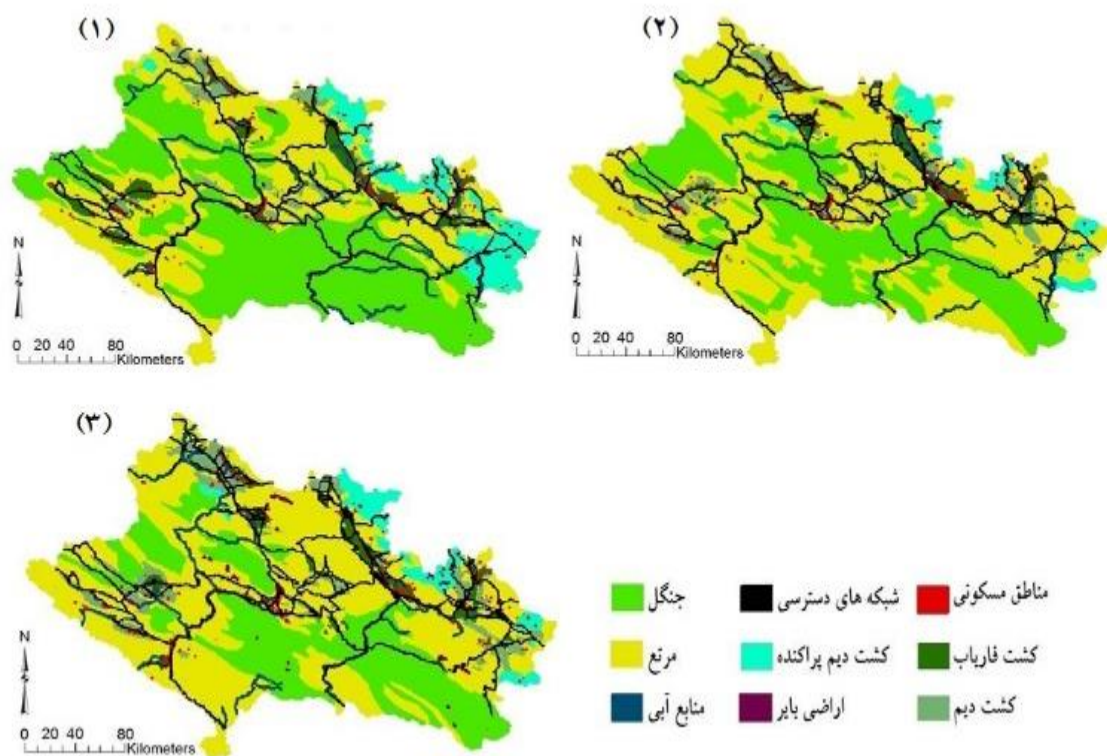 (۱)
(۲)
N
S
0 20 40 80
Kilometers
N
S
0 20 40 80
Kilometers
(۳)
N
S
0 20 40 80
Kilometers
جنگل
شبکه های دسترسی
مناطق مسکونی
مرتع
کشت دیم پراکنده
کشت فاریاب
منابع آبی
اراضی بایر
کشت دیم